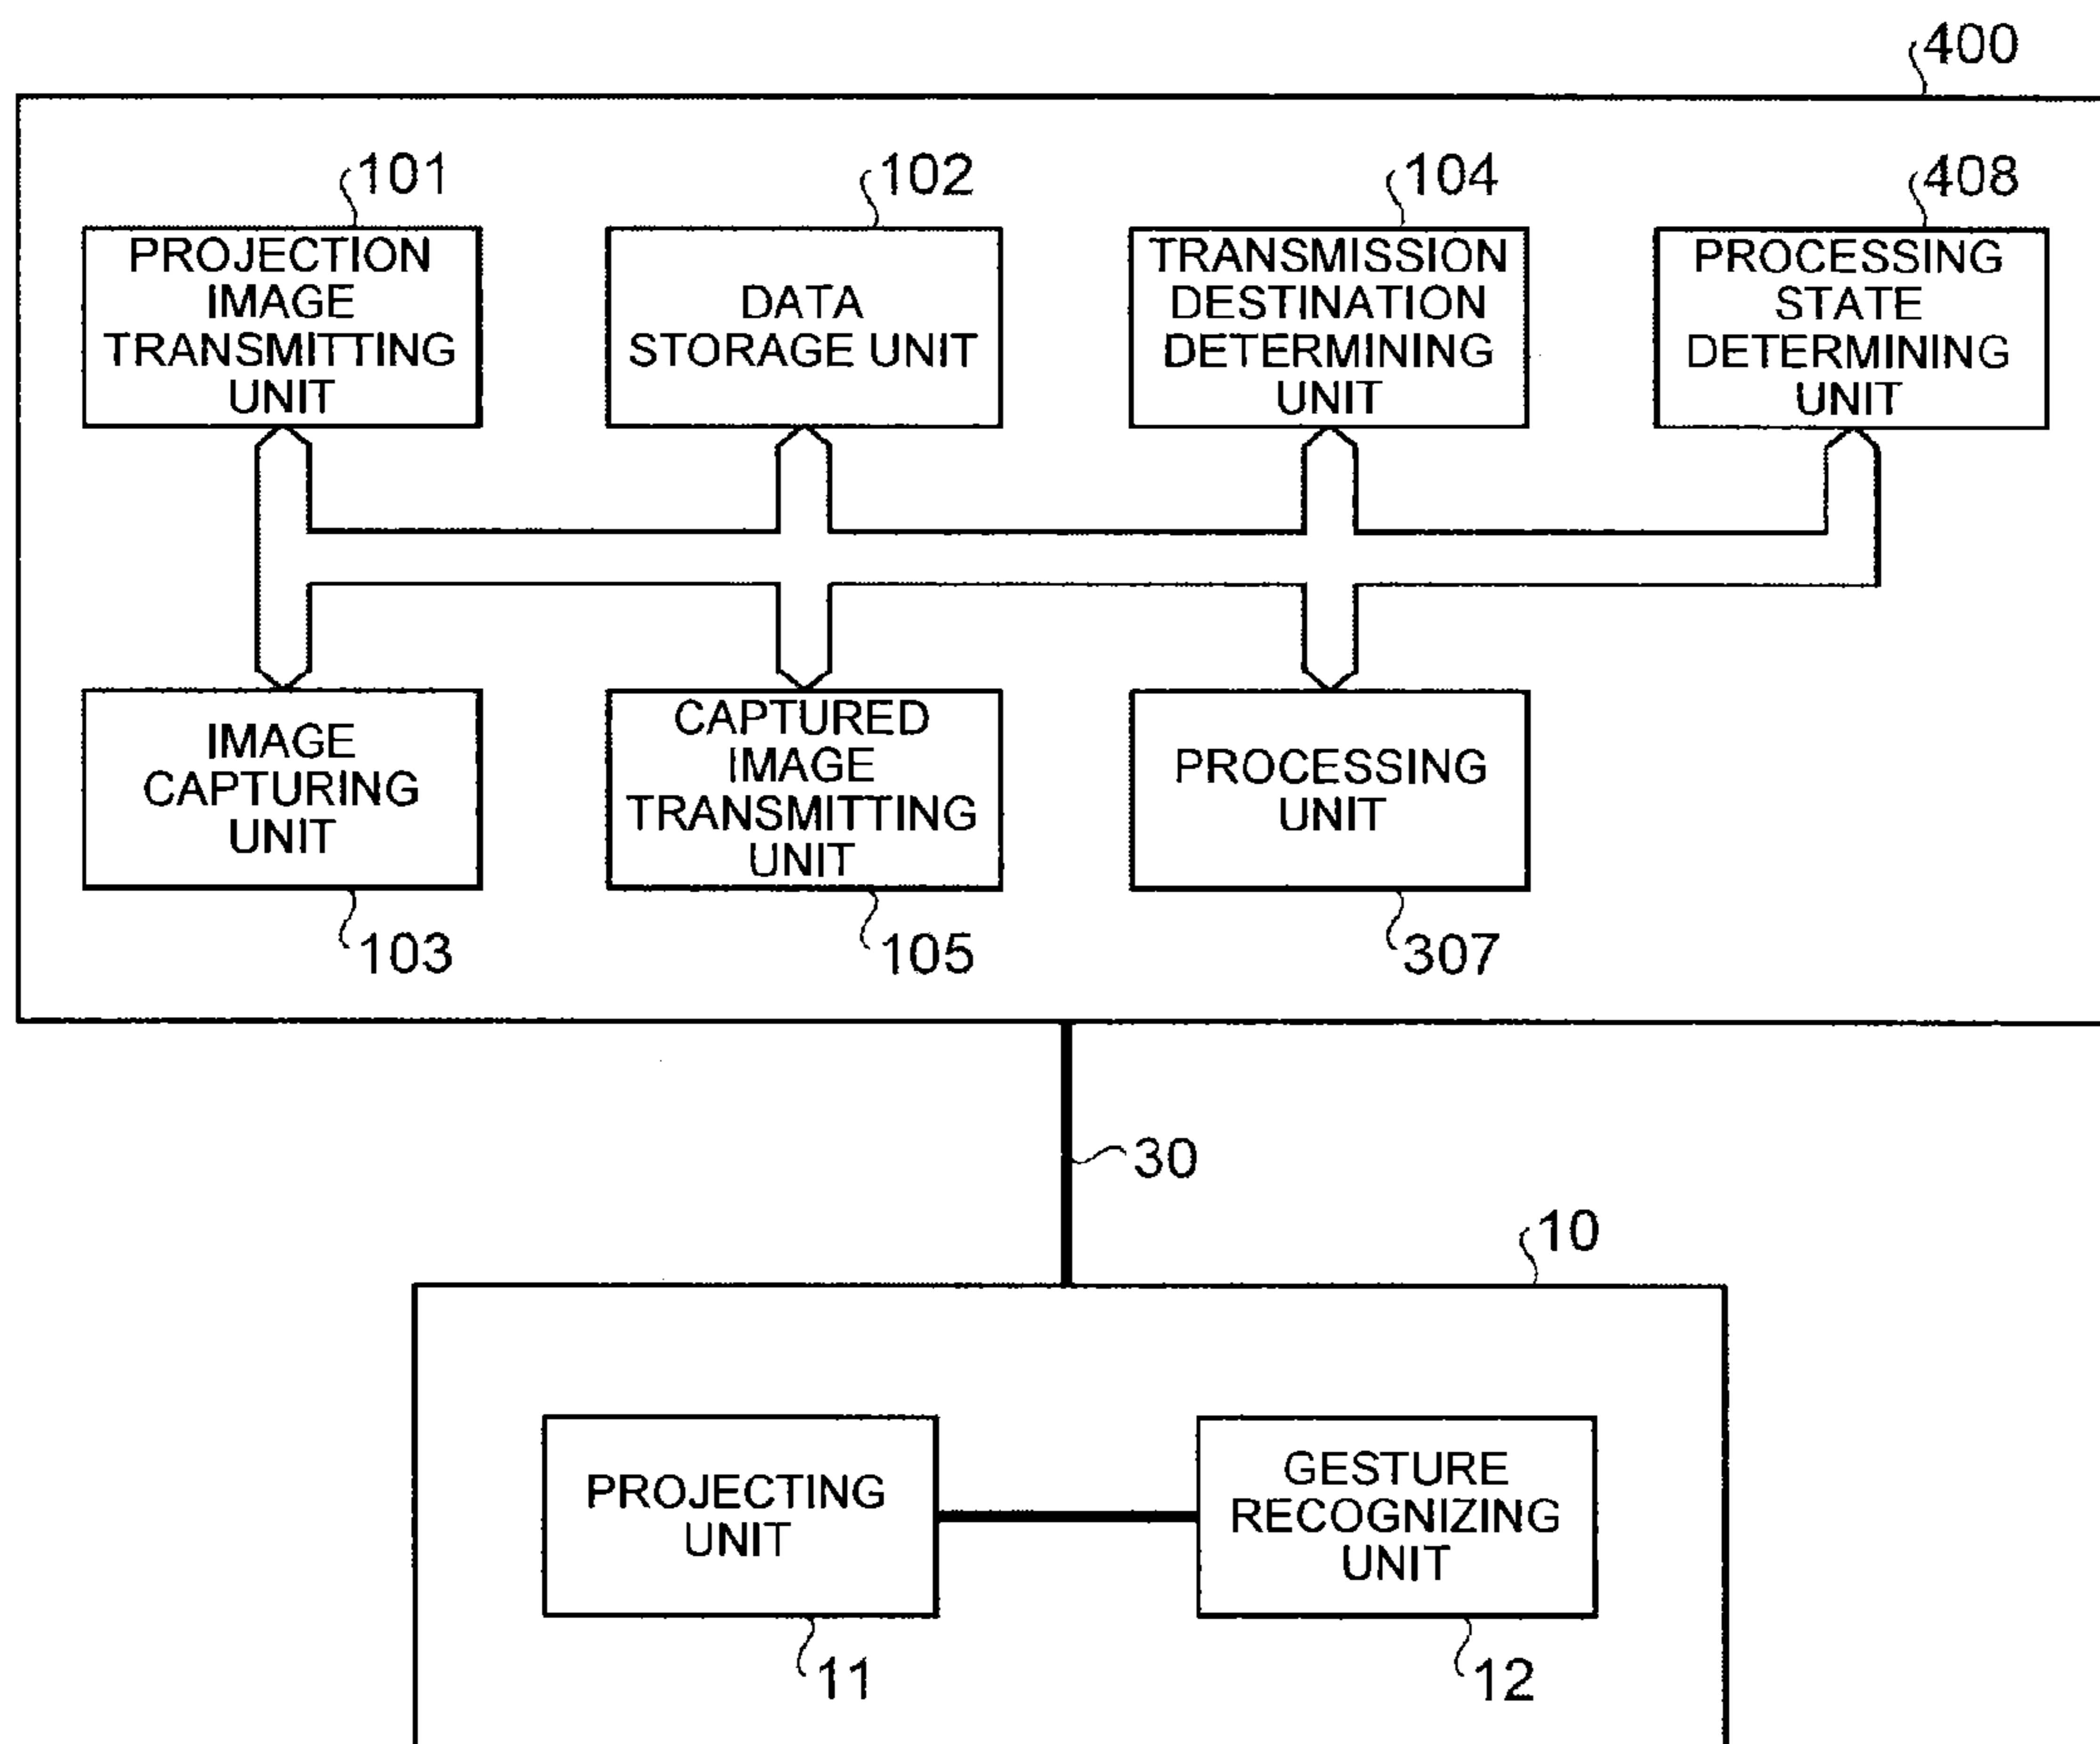 400
101
102
104
408
PROJECTION
IMAGE
TRANSMITTING
UNIT
DATA
STORAGE UNIT
TRANSMISSION
DESTINATION
DETERMINING
UNIT
PROCESSING
STATE
DETERMINING
UNIT
IMAGE
CAPTURING
UNIT
CAPTURED
IMAGE
TRANSMITTING
UNIT
PROCESSING
UNIT
103
105
307
30
10
PROJECTING
UNIT
GESTURE
RECOGNIZING
UNIT
11
12